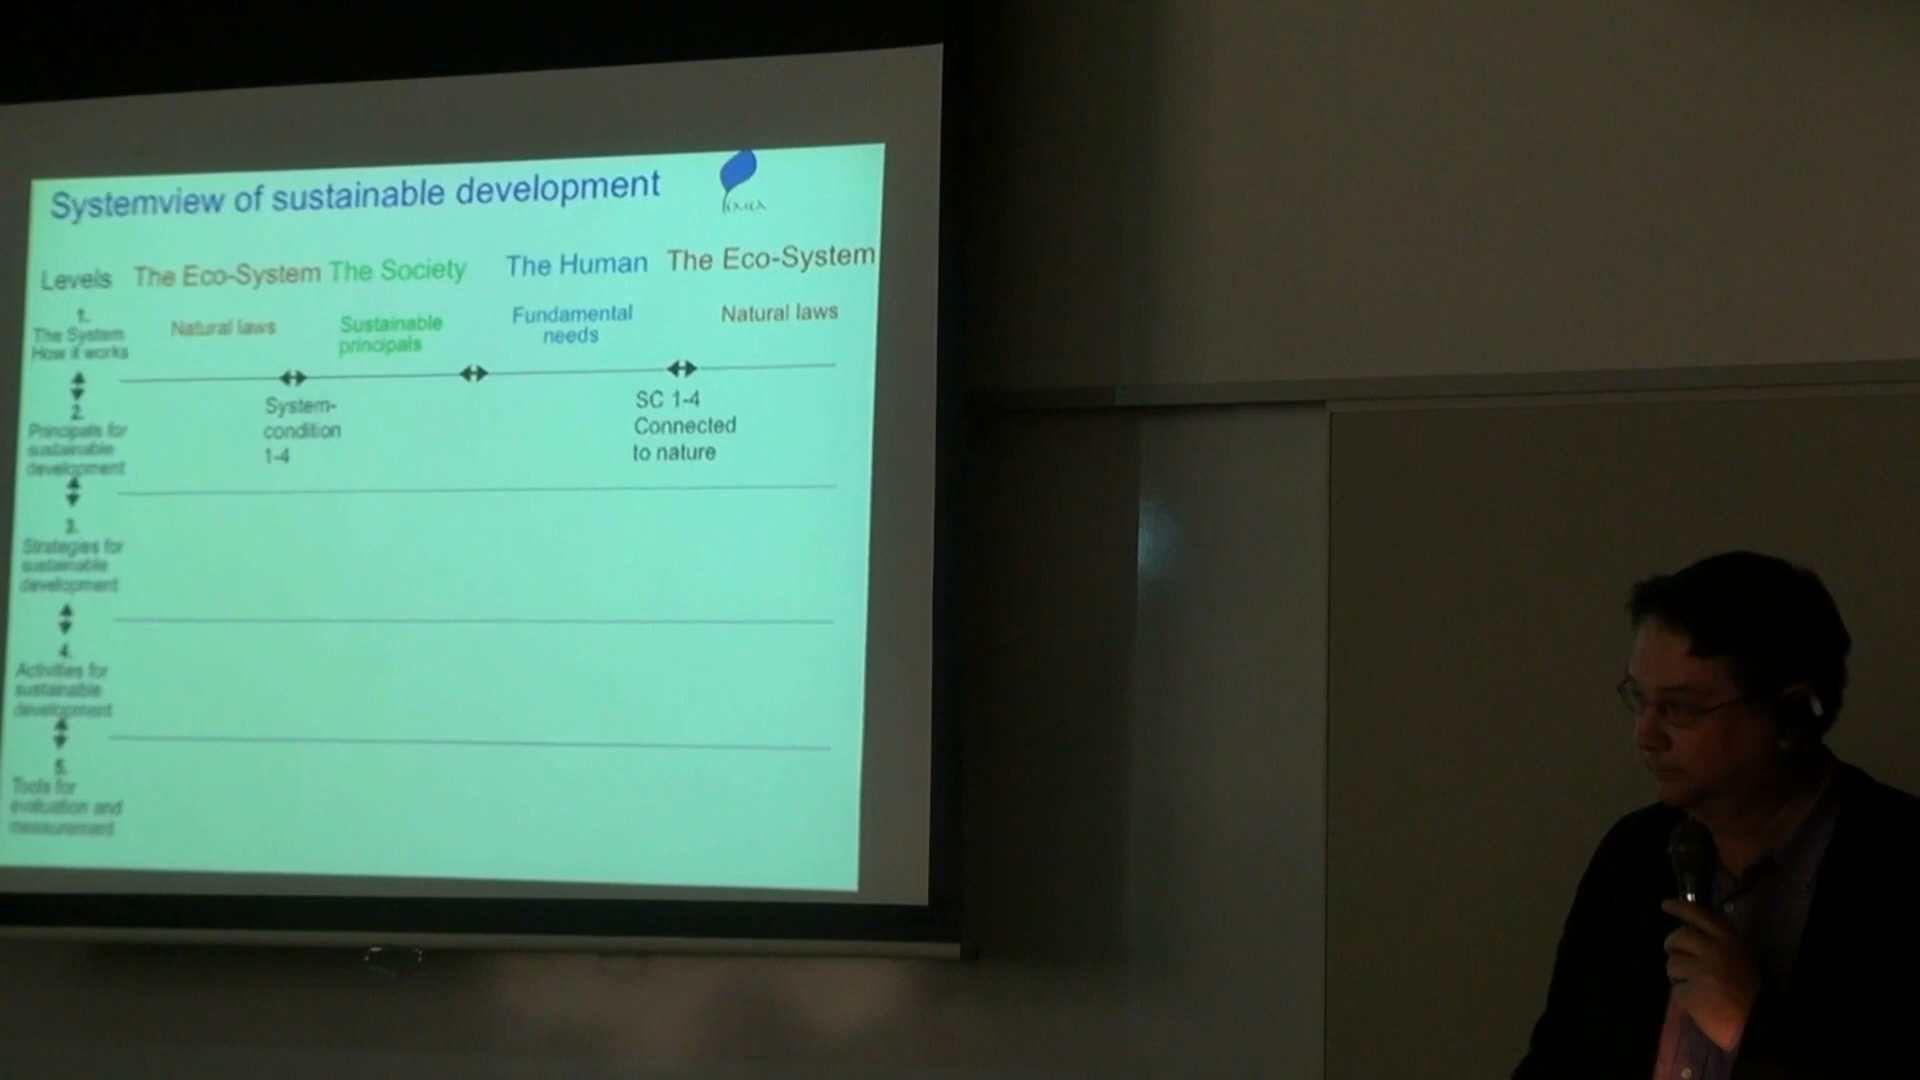 Systemview of sustainable development
Levels The Eco-System The Society The Human The Eco-System
1.
The System
How it works
Natural laws
Sustainable
principals
Fundamental
needs
Natural laws
2.
Principals for
sustainable
development
System-
condition
1-4
SC 1-4
Connected
to nature
3.
Strategies for
sustainable
development
4.
Activities for
sustainable
development
5.
Tools for
evaluation and
measurement